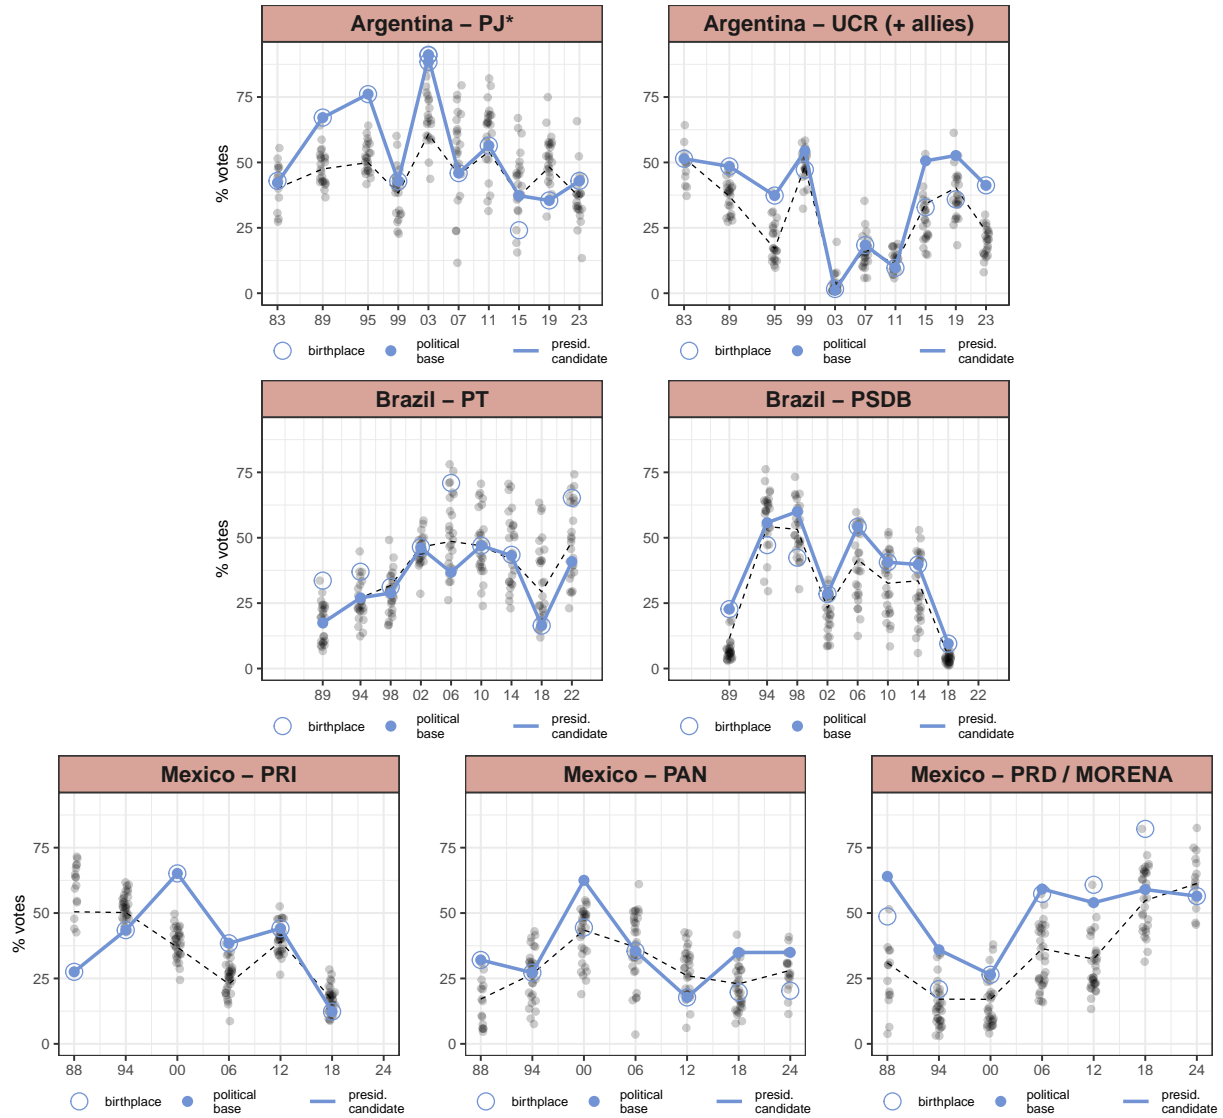 Argentina – PJ*
Argentina – UCR (+ allies)
% votes
75
50
25
0
83 89 95 99 03 07 11 15 19 23
birthplace
political base
presid. candidate
75
50
25
0
83 89 95 99 03 07 11 15 19 23
birthplace
political base
presid. candidate
Brazil – PT
Brazil – PSDB
% votes
75
50
25
0
89 94 98 02 06 10 14 18 22
birthplace
political base
presid. candidate
75
50
25
0
89 94 98 02 06 10 14 18 22
birthplace
political base
presid. candidate
Mexico – PRI
Mexico – PAN
Mexico – PRD / MORENA
% votes
75
50
25
0
88 94 00 06 12 18 24
birthplace
political base
presid. candidate
75
50
25
0
88 94 00 06 12 18 24
birthplace
political base
presid. candidate
75
50
25
0
88 94 00 06 12 18 24
birthplace
political base
presid. candidate